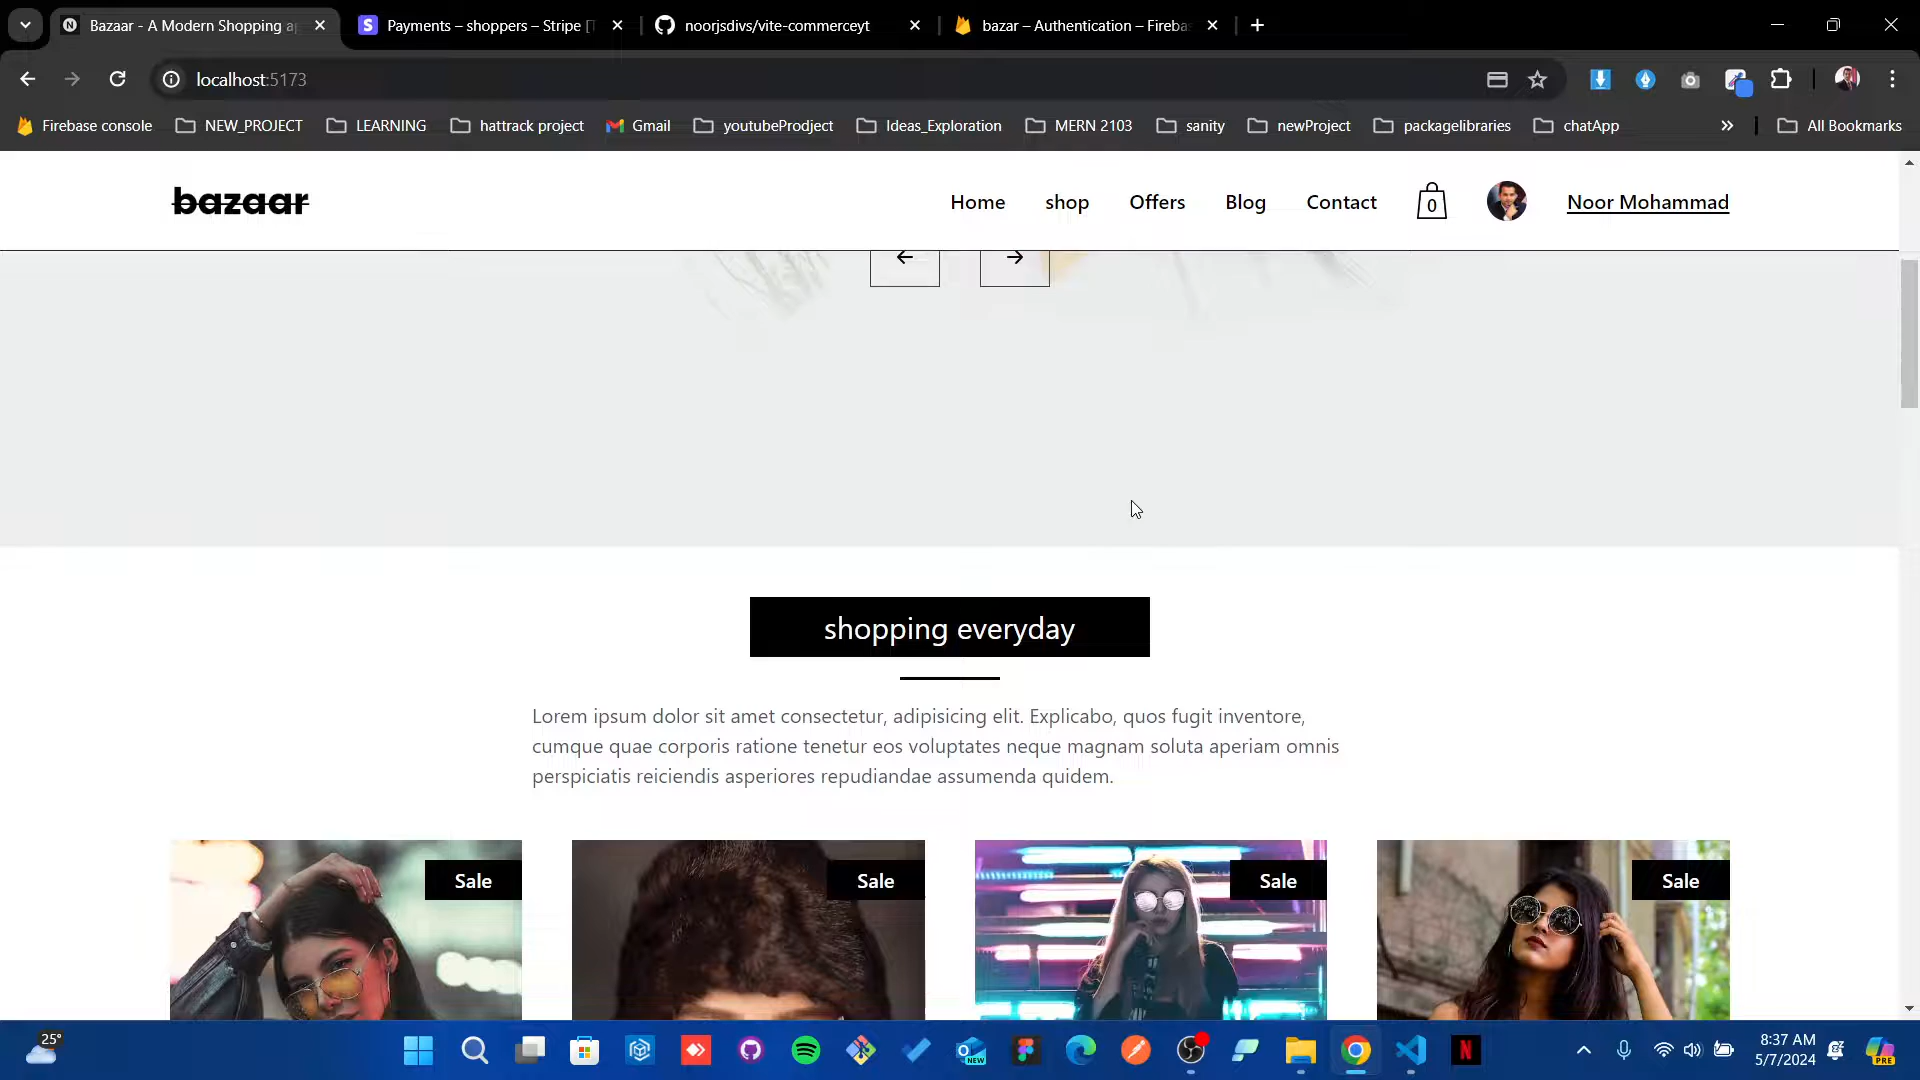 Bazaar - A Modern Shopping a
Payments – shoppers – Stripe [
noorjsdivs/vite-commerceyt
bazar – Authentication – Fireba
localhost:5173
Firebase console
NEW_PROJECT
LEARNING
hattrack project
Gmail
youtubeProdject
Ideas_Exploration
MERN 2103
sanity
newProject
packagelibraries
chatApp
All Bookmarks
bazaar
Home
shop
Offers
Blog
Contact
0
Noor Mohammad
shopping everyday
Lorem ipsum dolor sit amet consectetur, adipisicing elit. Explicabo, quos fugit inventore,
cumque quae corporis ratione tenetur eos voluptates neque magnam soluta aperiam omnis
perspiciatis reiciendis asperiores repudiandae assumenda quidem.
Sale
Sale
Sale
Sale
25°
NEW
N
8:37 AM
5/7/2024
PRE